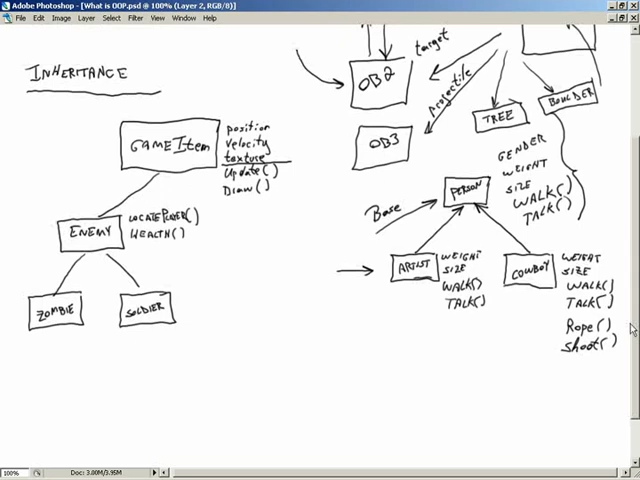 Adobe Photoshop - [What is OOP.psd @ 100% (Layer 2, RGB/8)]
File Edit Image Layer Select Filter View Window Help
INHERITANCE
GAMEItem
position
velocity
texture
Update()
Draw()
ENEMY
LOCATEPLAYER()
HEALTH()
ZOMBIE
SOLDIER
OB2
target
projectile
OB3
TREE
BOULDER
GENDER
WEIGHT
SIZE
WALK()
TALK()
Base
PERSON
ARTIST
WEIGHT
SIZE
WALK()
TALK()
COWBOY
WEIGHT
SIZE
WALK()
TALK()
Rope()
Shoot()
100%
Doc: 3.00M/3.95M